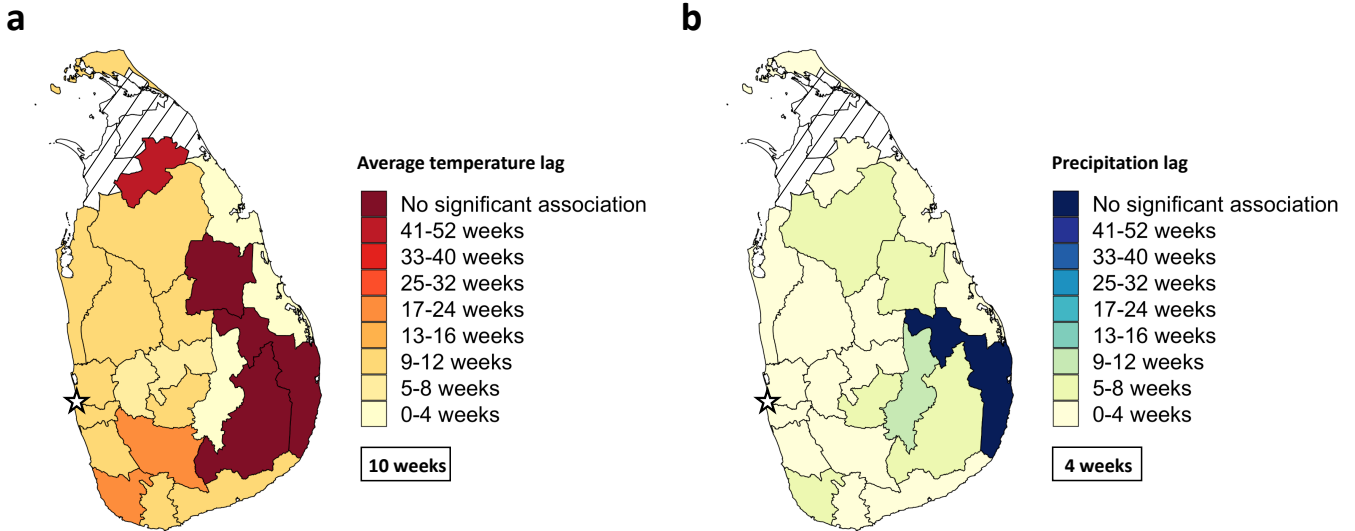 a
Average temperature lag
No significant association
41-52 weeks
33-40 weeks
25-32 weeks
17-24 weeks
13-16 weeks
9-12 weeks
5-8 weeks
0-4 weeks
10 weeks
b
Precipitation lag
No significant association
41-52 weeks
33-40 weeks
25-32 weeks
17-24 weeks
13-16 weeks
9-12 weeks
5-8 weeks
0-4 weeks
4 weeks